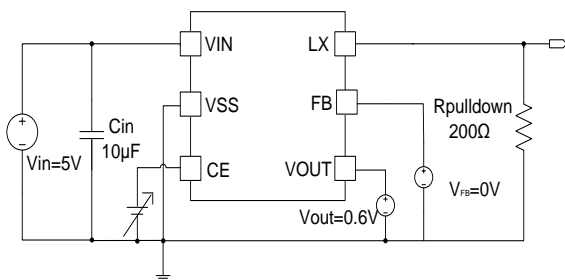 VIN
LX
VSS
FB
Rpulldown
200Ω
Cin
10µF
Vin=5V
CE
VOUT
VFB=0V
Vout=0.6V